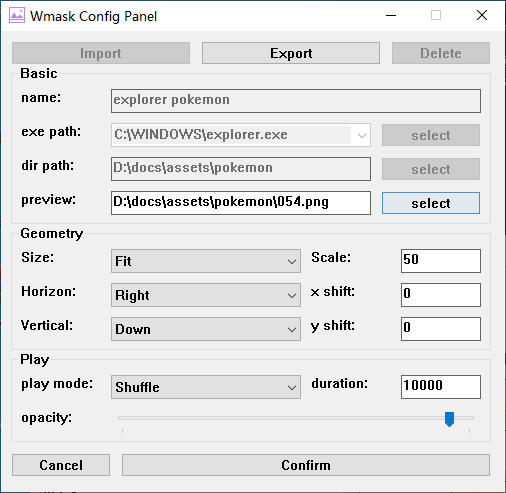 Wmask Config Panel
Import Export Delete
Basic
name: explorer pokemon
exe path: C:\WINDOWS\explorer.exe select
dir path: D:\docs\assets\pokemon select
preview: D:\docs\assets\pokemon\054.png select
Geometry
Size: Fit Scale: 50
Horizon: Right x shift: 0
Vertical: Down y shift: 0
Play
play mode: Shuffle duration: 10000
opacity:
Cancel Confirm